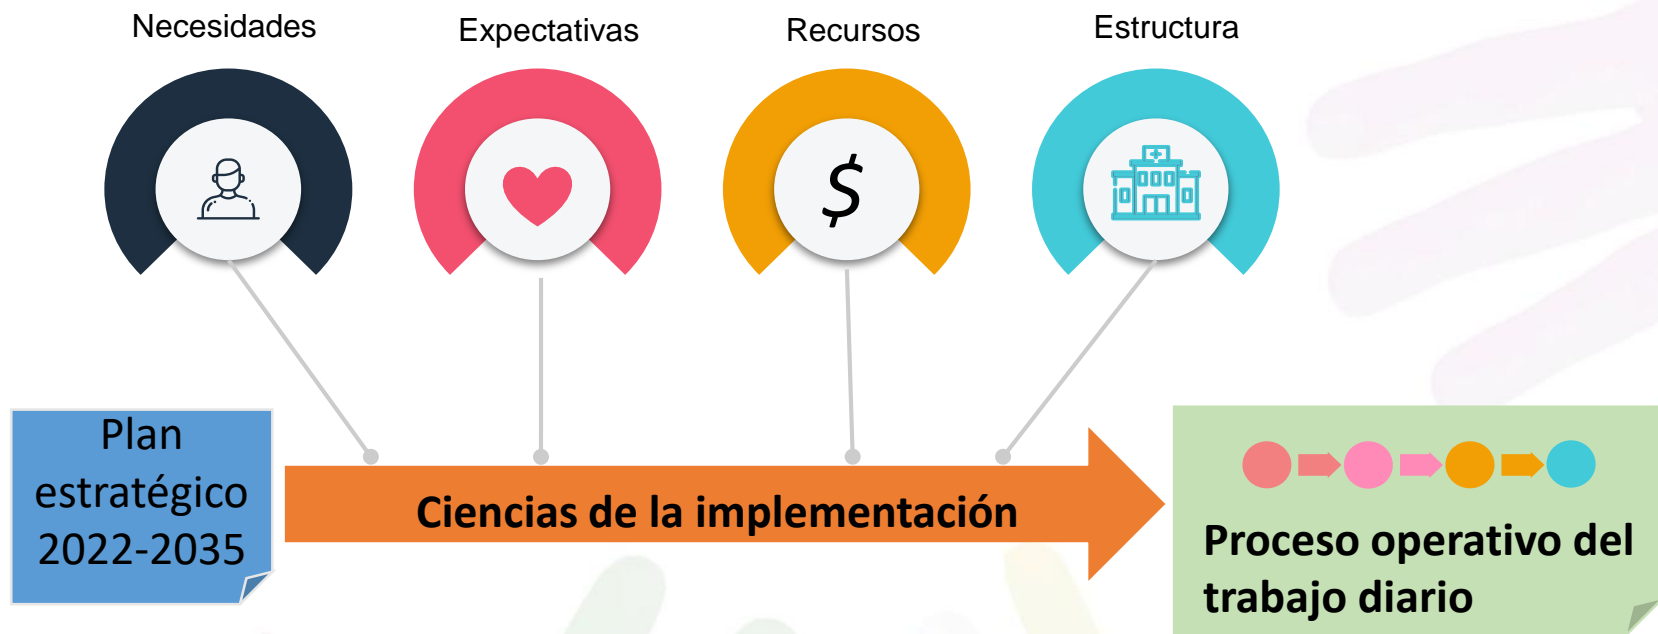 Necesidades
Expectativas
Recursos
Estructura
$
Plan
estratégico
2022-2035
Ciencias de la implementación
Proceso operativo del
trabajo diario